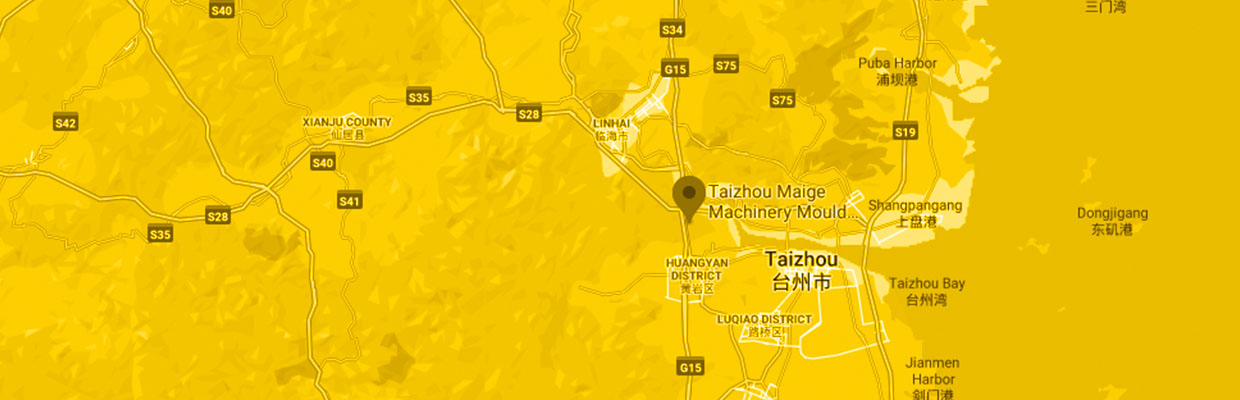 S40
三门湾
S34
Puba Harbor
浦坝港
G15
S75
S35
S75
S28
S42
XIANJU COUNTY
仙居县
LINHAI
临海市
S19
S40
S41
Taizhou Maige
Machinery Mould...
Shangpangang
上盘港
Dongjigang
东矶港
S28
S35
HUANGYAN
DISTRICT
黄岩区
Taizhou
台州市
Taizhou Bay
台州湾
LUQIAO DISTRICT
路桥区
G15
Jianmen
Harbor
剑门港